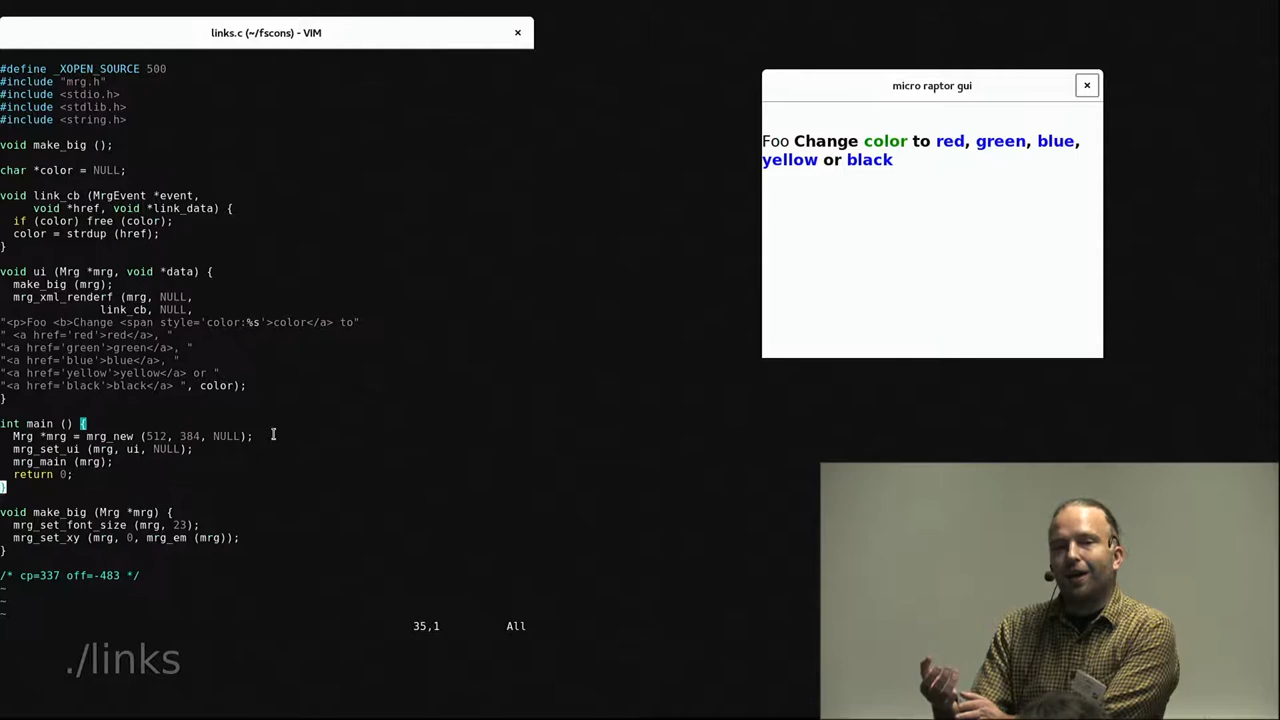 links.c (~/fscons) - VIM
#define _XOPEN_SOURCE 500
#include "mrg.h"
#include <stdio.h>
#include <stdlib.h>
#include <string.h>
void make_big ();
char *color = NULL;
void link_cb (MrgEvent *event,
void *href, void *link_data) {
if (color) free (color);
color = strdup (href);
}
void ui (Mrg *mrg, void *data) {
make_big (mrg);
mrg_xml_renderf (mrg, NULL,
link_cb, NULL,
"<p>Foo <b>Change <span style='color:%s'>color</a> to"
" <a href='red'>red</a>, "
"<a href='green'>green</a>, "
"<a href='blue'>blue</a>, "
"<a href='yellow'>yellow</a> or "
"<a href='black'>black</a> ", color);
}
int main () {
Mrg *mrg = mrg_new (512, 384, NULL);
mrg_set_ui (mrg, ui, NULL);
mrg_main (mrg);
return 0;
}
void make_big (Mrg *mrg) {
mrg_set_font_size (mrg, 23);
mrg_set_xy (mrg, 0, mrg_em (mrg));
}
/* cp=337 off=-483 */
~
~
~
35,1 All
./links
micro raptor gui
Foo Change color to red, green, blue,
yellow or black